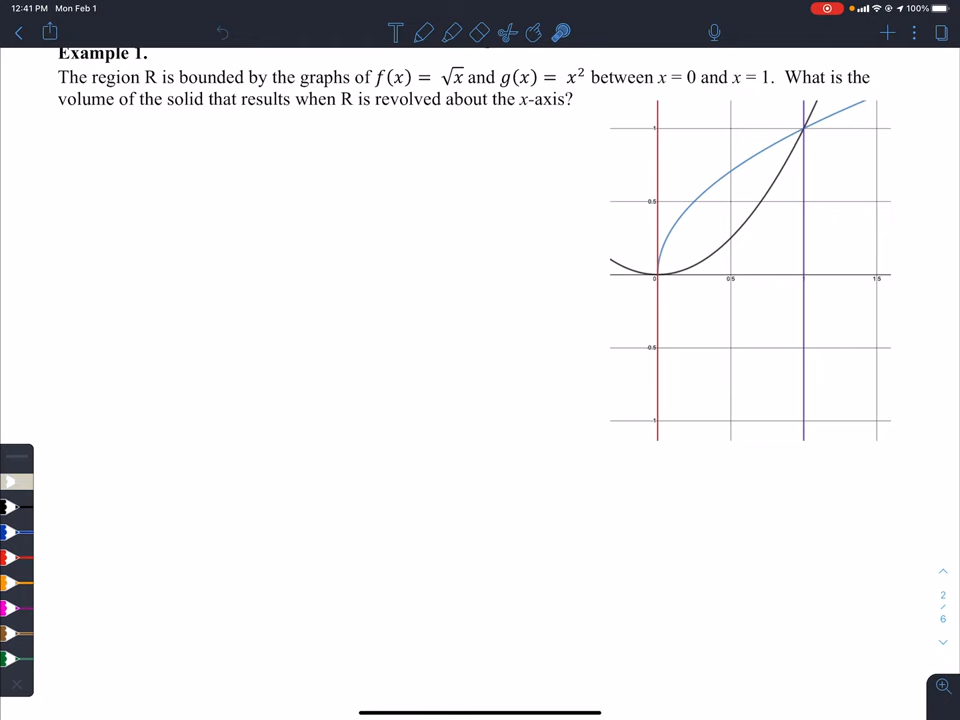 12:41 PM Mon Feb 1
100%
Example 1.
The region R is bounded by the graphs of f(x) = √x and g(x) = x² between x = 0 and x = 1. What is the
volume of the solid that results when R is revolved about the x-axis?
1
0.5
0 0.5 1 1.5
-0.5
-1
2
/
6